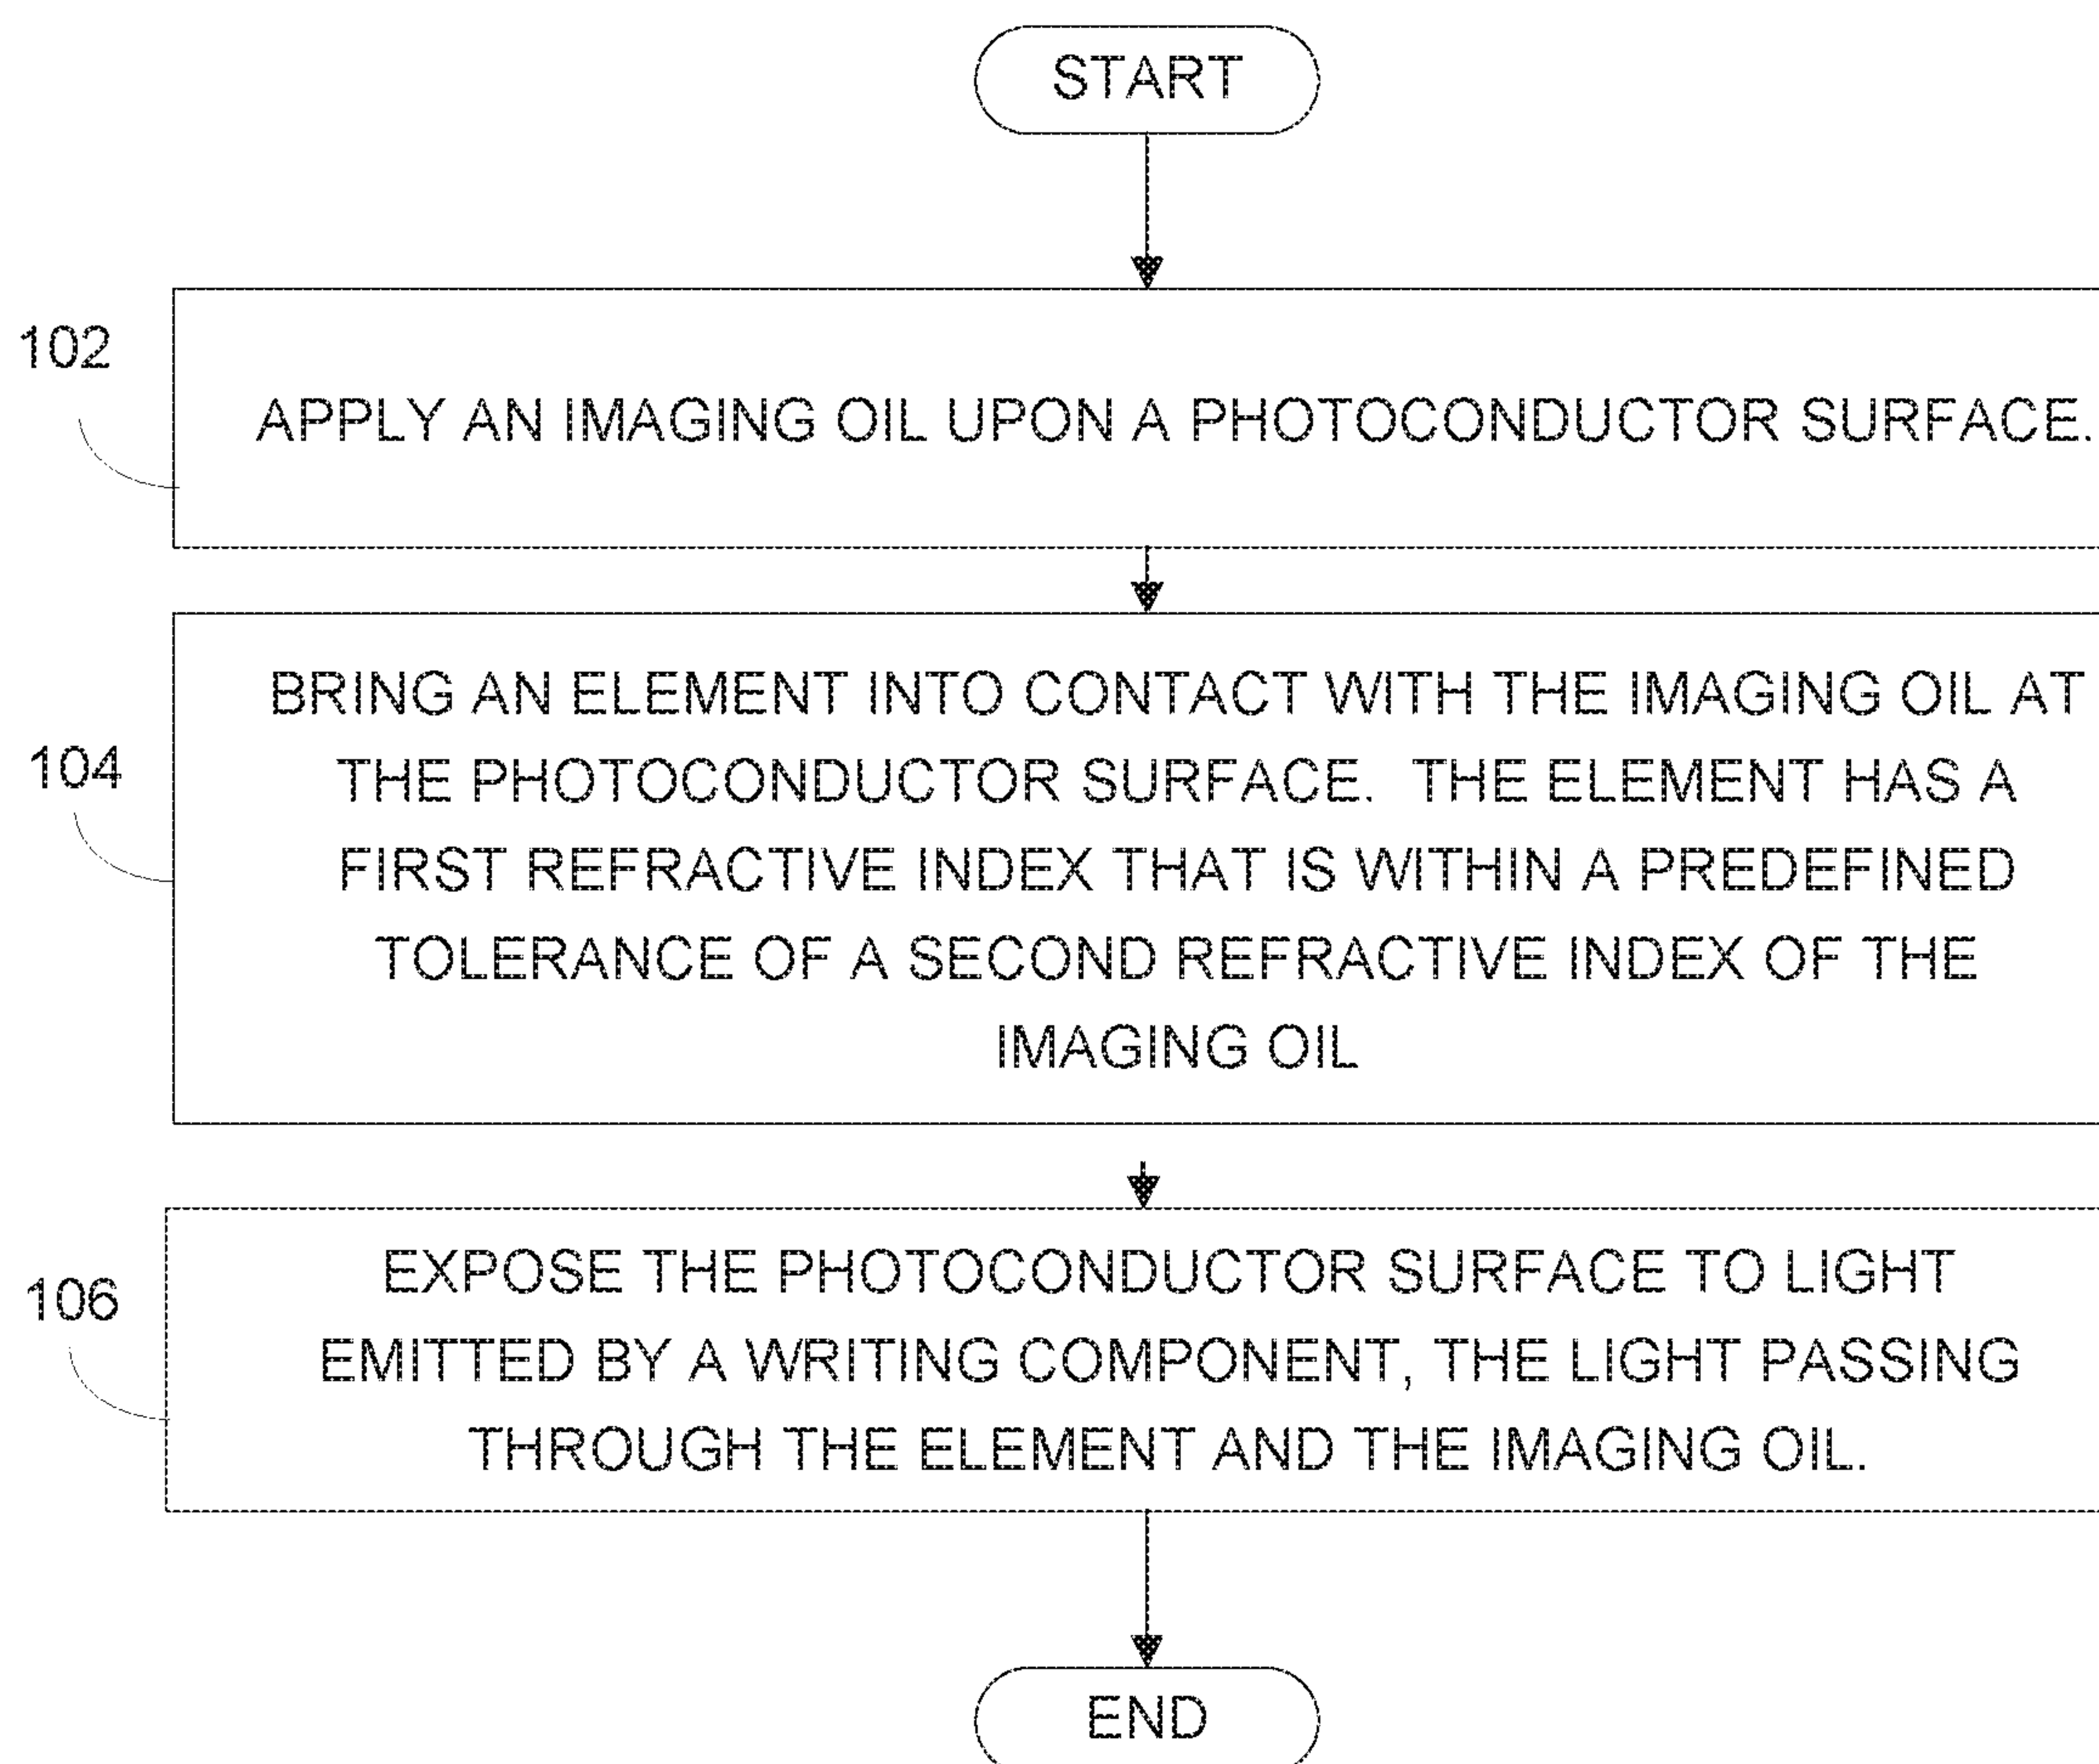 START
102
APPLY AN IMAGING OIL UPON A PHOTOCONDUCTOR SURFACE.
BRING AN ELEMENT INTO CONTACT WITH THE IMAGING OIL AT
104
THE PHOTOCONDUCTOR SURFACE. THE ELEMENT HAS A
FIRST REFRACTIVE INDEX THAT IS WITHIN A PREDEFINED
TOLERANCE OF A SECOND REFRACTIVE INDEX OF THE
IMAGING OIL
106
EXPOSE THE PHOTOCONDUCTOR SURFACE TO LIGHT
EMITTED BY A WRITING COMPONENT, THE LIGHT PASSING
THROUGH THE ELEMENT AND THE IMAGING OIL.
END